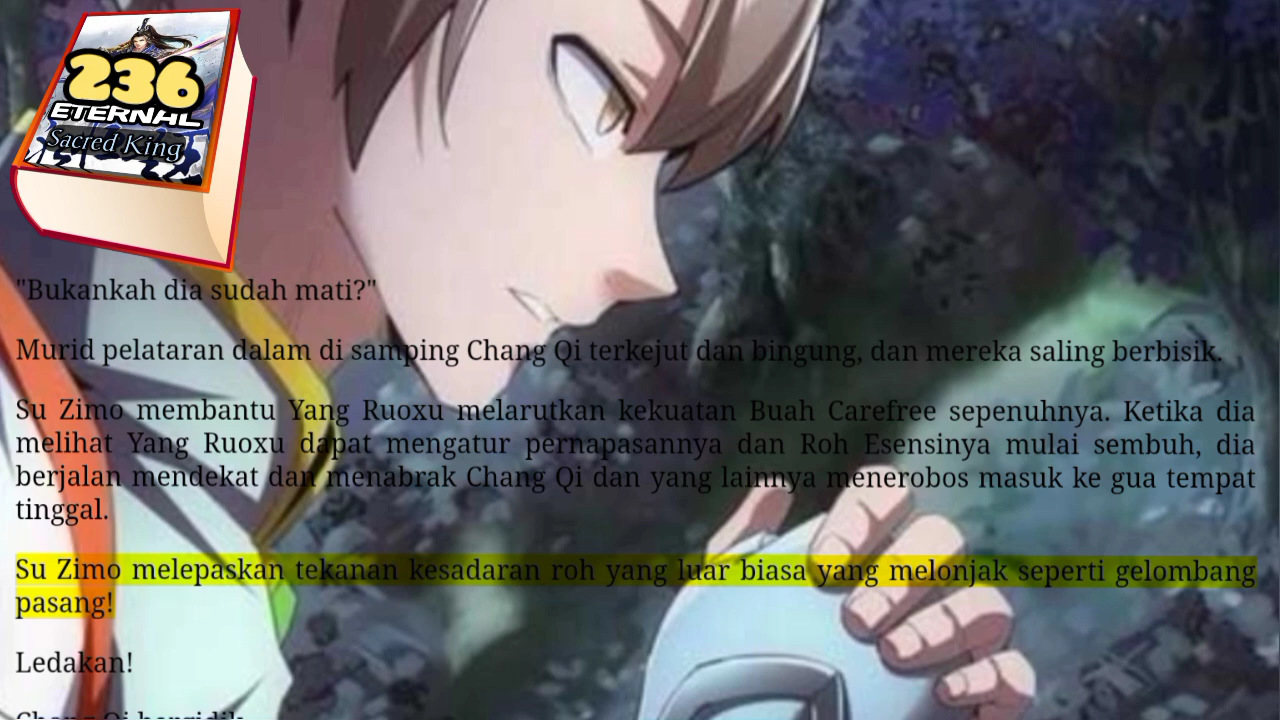 236
ETERNAL
Sacred King
"Bukankah dia sudah mati?"
Murid pelataran dalam di samping Chang Qi terkejut dan bingung, dan mereka saling berbisik.
Su Zimo membantu Yang Ruoxu melarutkan kekuatan Buah Carefree sepenuhnya. Ketika dia
melihat Yang Ruoxu dapat mengatur pernapasannya dan Roh Esensinya mulai sembuh, dia
berjalan mendekat dan menabrak Chang Qi dan yang lainnya menerobos masuk ke gua tempat
tinggal.
Su Zimo melepaskan tekanan kesadaran roh yang luar biasa yang melonjak seperti gelombang
pasang!
Ledakan!
Chang Qi bergidik